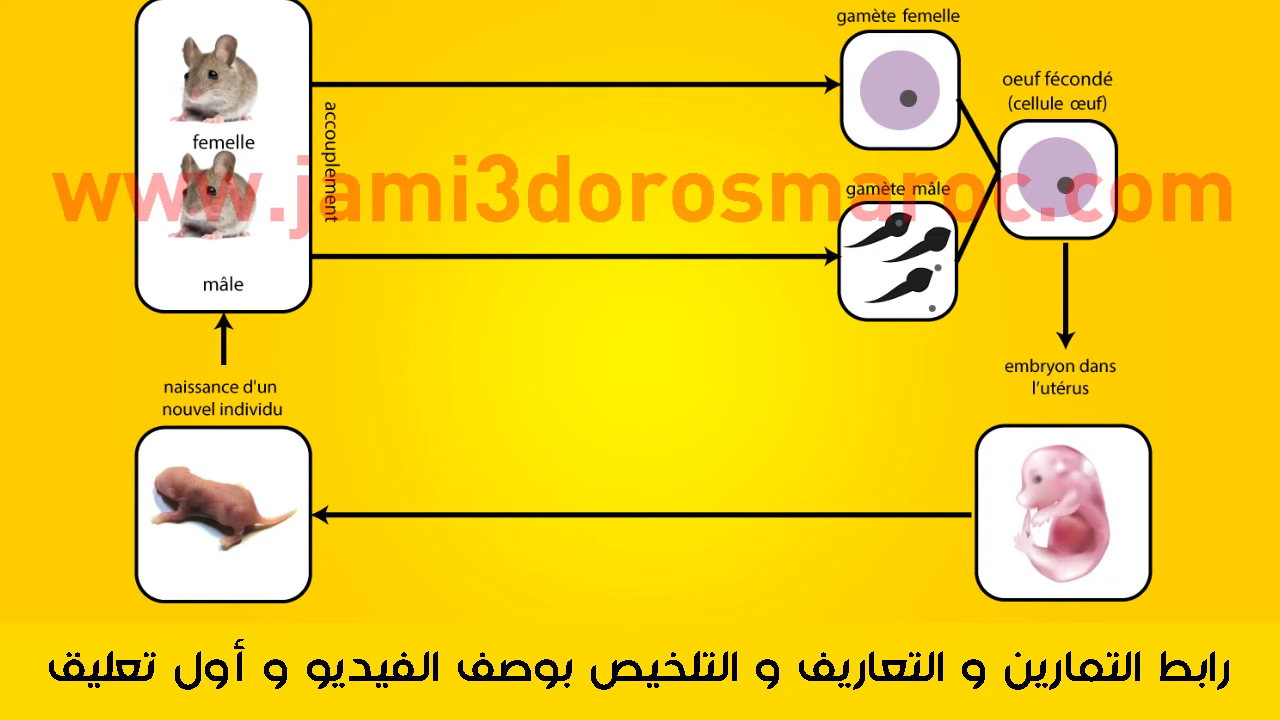 gamète femelle
oeuf fécondé
(cellule œuf)
femelle
accouplement
www.jami3dorosmaroc.com
gamète mâle
mâle
embryon dans
l'utérus
naissance d'un
nouvel individu
رابط التمارين و التعاريف و التلخيص بوصف الفيديو و أول تعليق